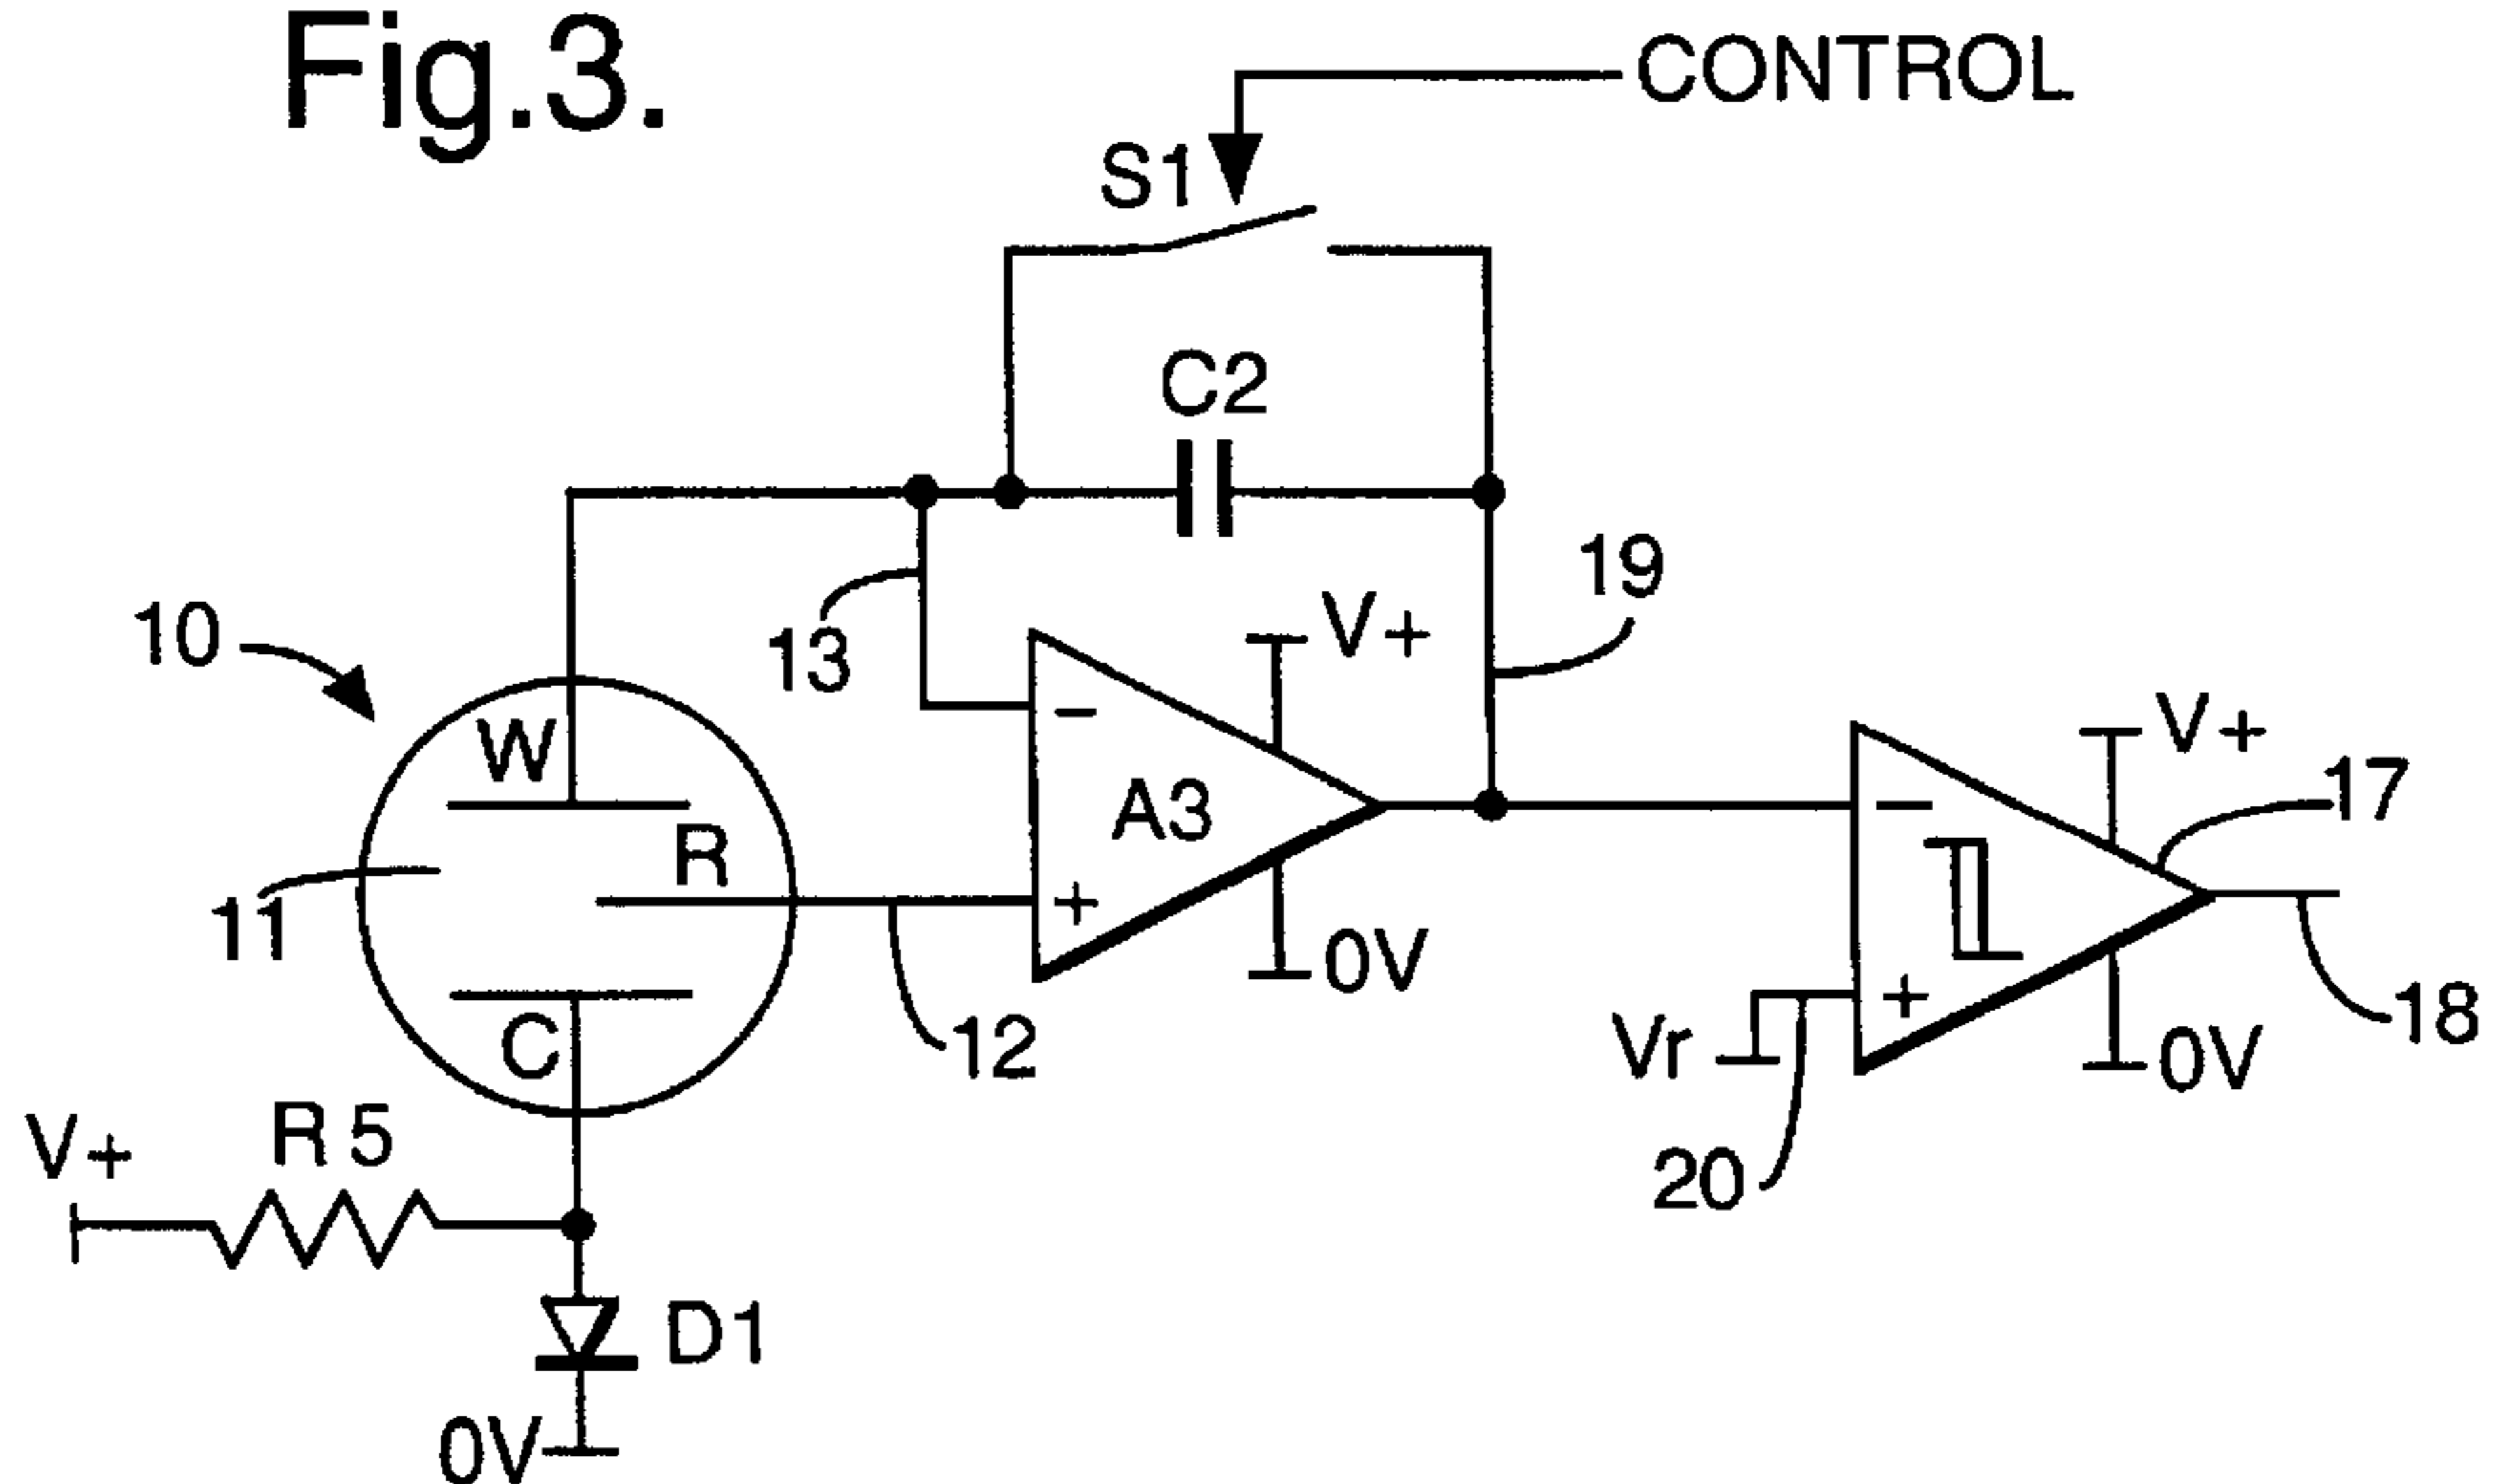 Fig.3.
CONTROL
S1
C2
19
13
V+
10
W
V+
17
A3
R
11
−
+
−
+
0V
12
C
Vr
18
0V
20
V+
R5
D1
0V